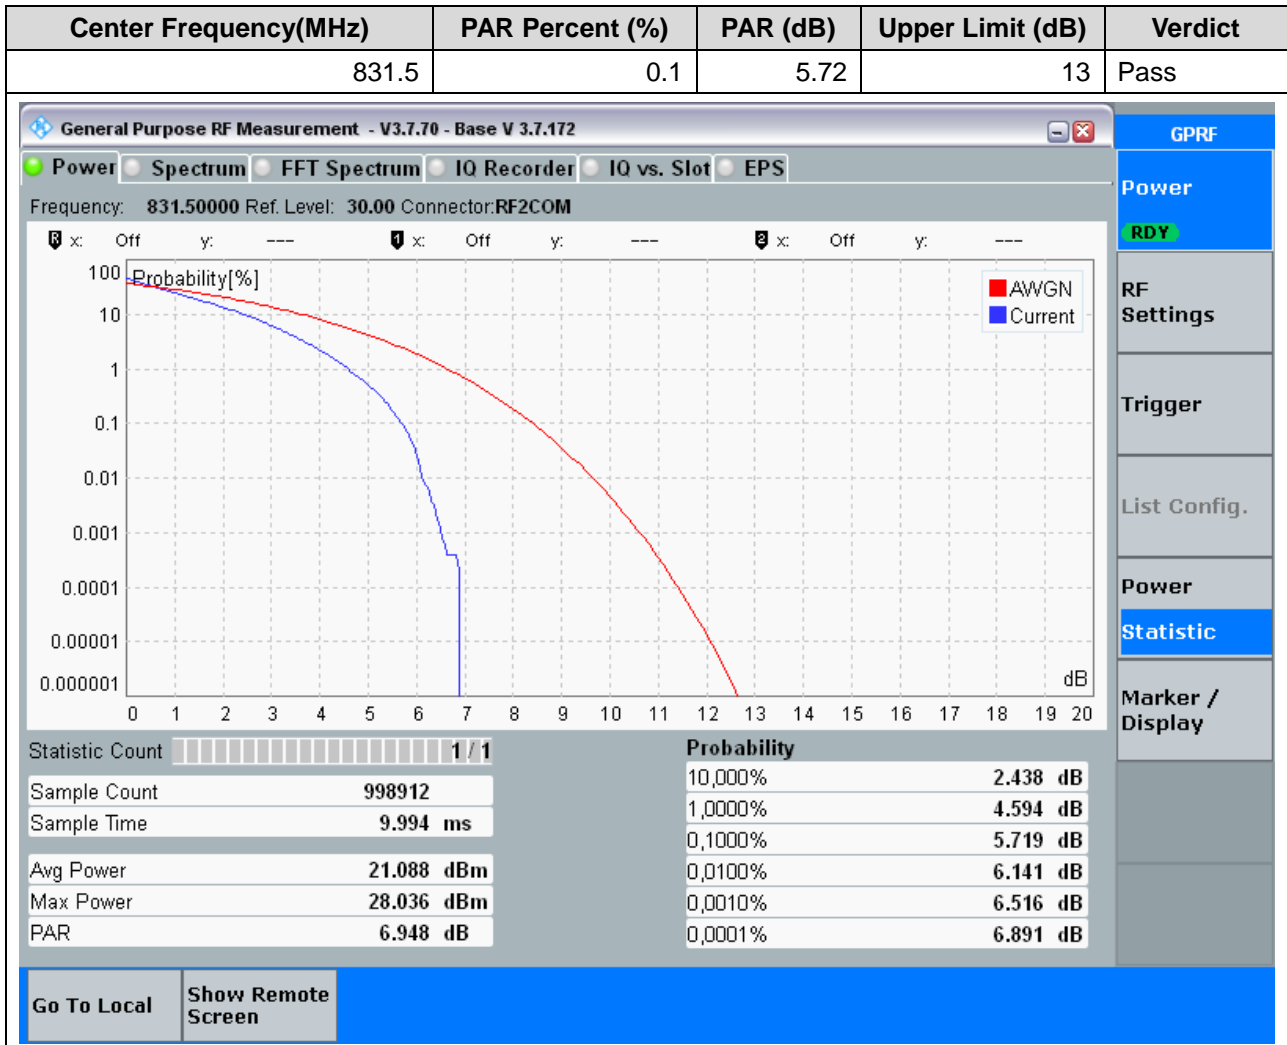 Center Frequency(MHz) PAR Percent (%) PAR (dB) Upper Limit (dB) Verdict
831.5 0.1 5.72 13 Pass
General Purpose RF Measurement - V3.7.70 - Base V 3.7.172
GPRF
Power Spectrum FFT Spectrum IQ Recorder IQ vs. Slot EPS
Power
RDY
Frequency: 831.50000 Ref. Level: 30.00 Connector:RF2COM
R x: Off y: --- 1 x: Off y: --- 2 x: Off y: ---
Probability[%]
100
10
1
0.1
0.01
0.001
0.0001
0.00001
0.000001
AWGN
Current
dB
0 1 2 3 4 5 6 7 8 9 10 11 12 13 14 15 16 17 18 19 20
RF
Settings
Trigger
List Config.
Power
Statistic
Marker /
Display
Statistic Count 1 / 1
Sample Count 998912
Sample Time 9.994 ms
Avg Power 21.088 dBm
Max Power 28.036 dBm
PAR 6.948 dB
Probability
10,000% 2.438 dB
1,0000% 4.594 dB
0,1000% 5.719 dB
0,0100% 6.141 dB
0,0010% 6.516 dB
0,0001% 6.891 dB
Go To Local
Show Remote
Screen